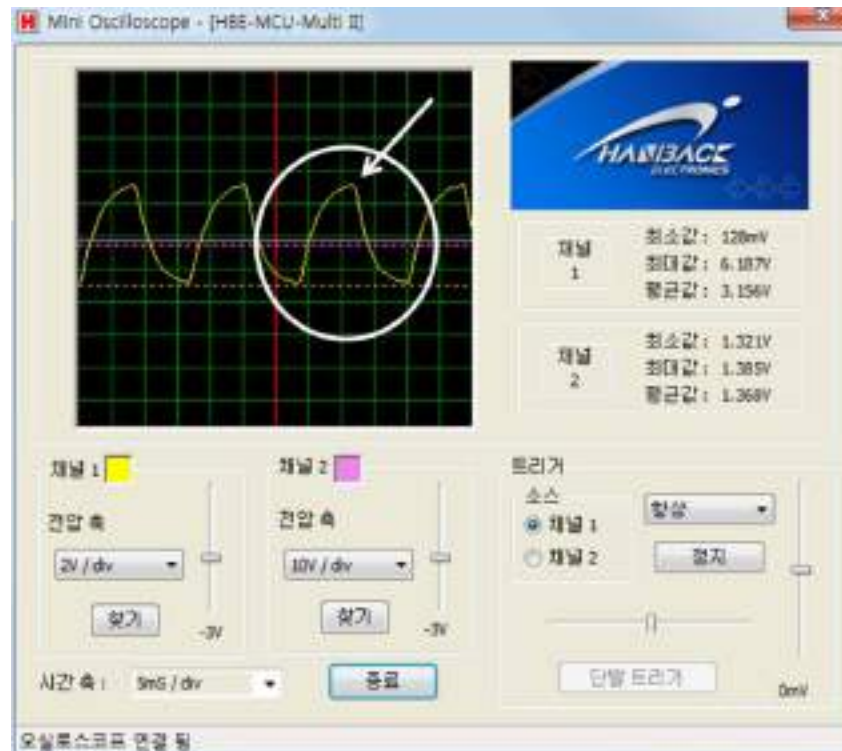 Mini Oscilloscope - [HBE-MCU-Multi II]
HANBACK
ELECTRONICS
채널
1
최소값 : 128mV
최대값 : 6.187V
평균값 : 3.156V
채널
2
최소값 : 1.321V
최대값 : 1.385V
평균값 : 1.368V
채널 1
전압 축
2V / div
찾기
-3V
채널 2
전압 축
10V / div
찾기
-3V
트리거
소스
채널 1
채널 2
항상
정지
단발 트리거
0mV
시간 축 :
5mS / div
종료
오실로스코프 연결 됨